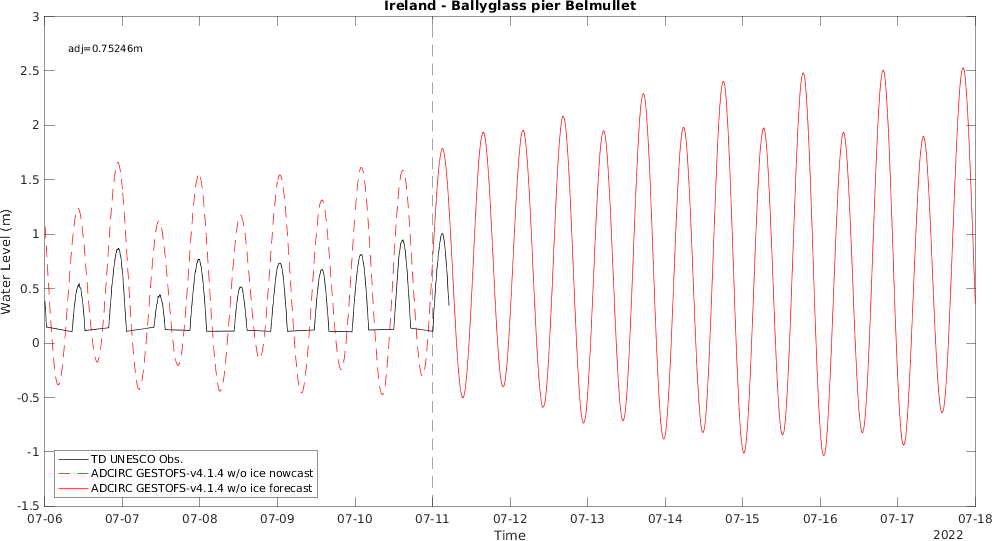 Ireland - Ballyglass pier Belmullet
adj=0.75246m
Water Level (m)
3
2.5
2
1.5
1
0.5
0
-0.5
-1
-1.5
TD UNESCO Obs.
ADCIRC GESTOFS-v4.1.4 w/o ice nowcast
ADCIRC GESTOFS-v4.1.4 w/o ice forecast
07-06 07-07 07-08 07-09 07-10 07-11 07-12 07-13 07-14 07-15 07-16 07-17 07-18
Time
2022